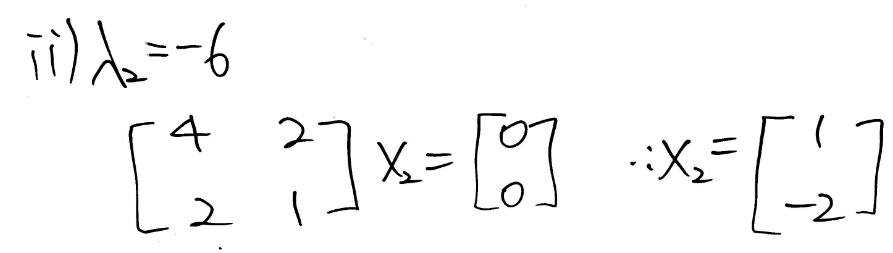 ii) λ₂=-6
[4 2; 2 1] X₂ = [0; 0] ∴X₂ = [1; -2]